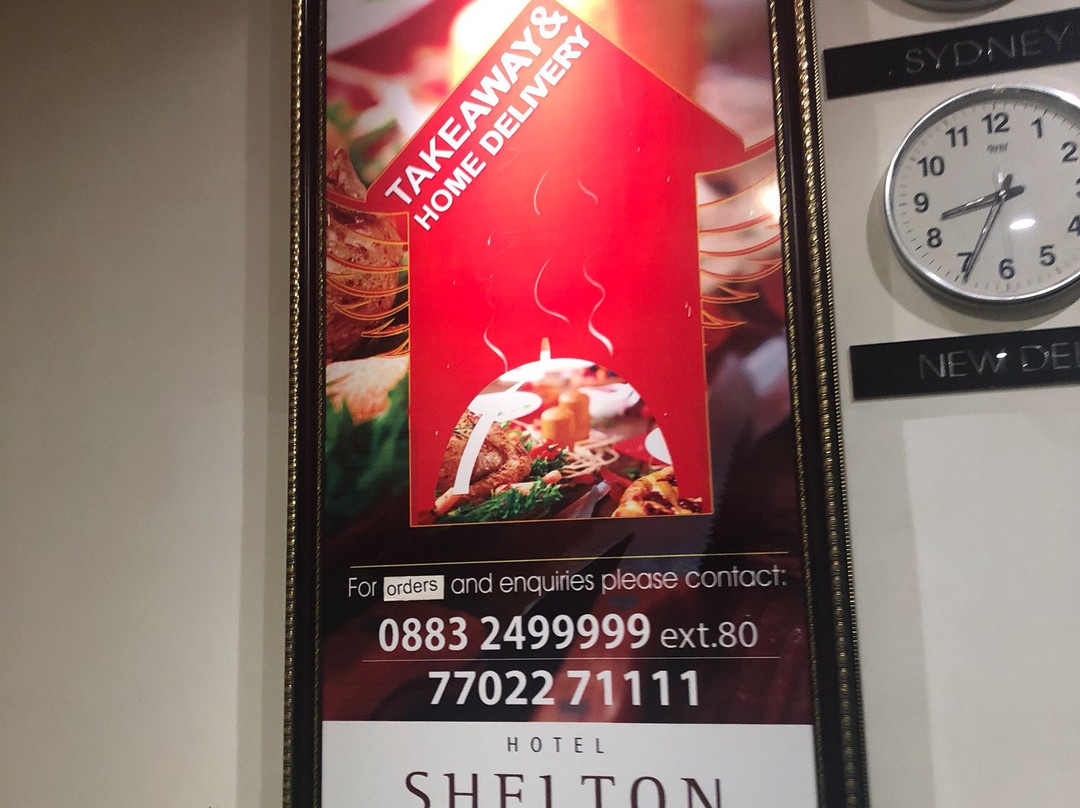 TAKEAWAY &
HOME DELIVERY
For orders and enquiries please contact:
0883 2499999 ext.80
77022 71111
HOTEL
SHELTON
SYDNEY
12
11
1
10
2
9
8
4
7
5
6
NEW DEL